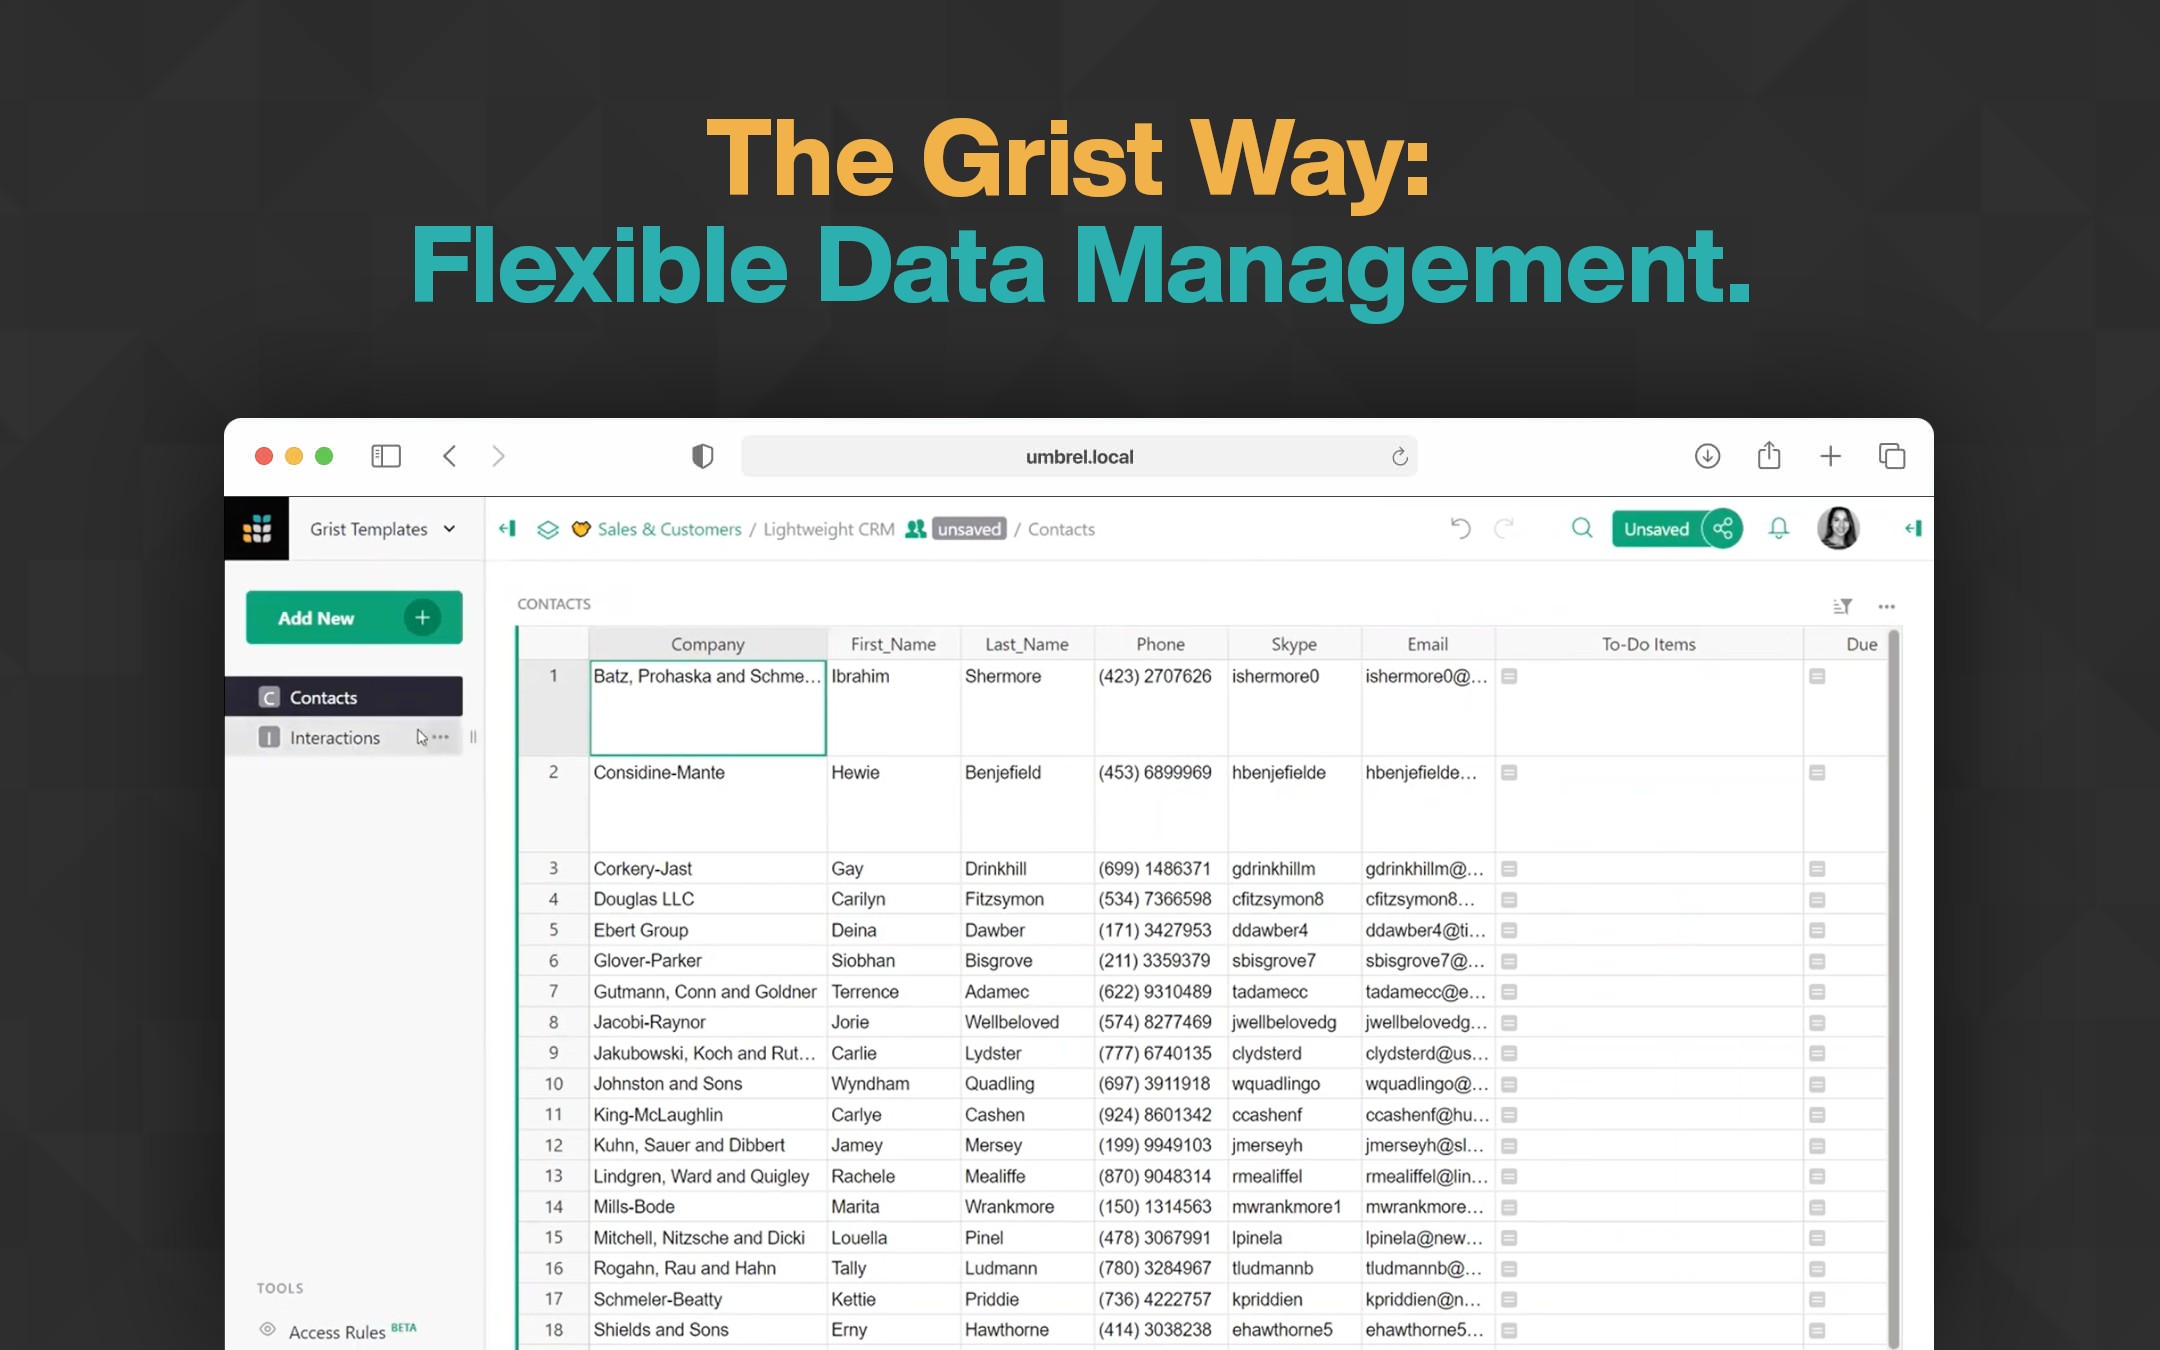 The Grist Way:
Flexible Data Management.
umbrel.local
Grist Templates
Sales & Customers / Lightweight CRM unsaved / Contacts
Unsaved
Add New
C Contacts
I Interactions
TOOLS
Access Rules BETA
CONTACTS
Company First_Name Last_Name Phone Skype Email To-Do Items Due
1 Batz, Prohaska and Schme... Ibrahim Shermore (423) 2707626 ishermore0 ishermore0@...
2 Considine-Mante Hewie Benjefield (453) 6899969 hbenjefielde hbenjefielde...
3 Corkery-Jast Gay Drinkhill (699) 1486371 gdrinkhillm gdrinkhillm@...
4 Douglas LLC Carilyn Fitzsymon (534) 7366598 cfitzsymon8 cfitzsymon8...
5 Ebert Group Deina Dawber (171) 3427953 ddawber4 ddawber4@ti...
6 Glover-Parker Siobhan Bisgrove (211) 3359379 sbisgrove7 sbisgrove7@...
7 Gutmann, Conn and Goldner Terrence Adamec (622) 9310489 tadamecc tadamecc@e...
8 Jacobi-Raynor Jorie Wellbeloved (574) 8277469 jwellbelovedg jwellbelovedg...
9 Jakubowski, Koch and Rut... Carlie Lydster (777) 6740135 clydsterd clydsterd@us...
10 Johnston and Sons Wyndham Quadling (697) 3911918 wquadlingo wquadlingo@...
11 King-McLaughlin Carlye Cashen (924) 8601342 ccashenf ccashenf@hu...
12 Kuhn, Sauer and Dibbert Jamey Mersey (199) 9949103 jmerseyh jmerseyh@sl...
13 Lindgren, Ward and Quigley Rachele Mealiffe (870) 9048314 rmealiffel rmealiffel@lin...
14 Mills-Bode Marita Wrankmore (150) 1314563 mwrankmore1 mwrankmore...
15 Mitchell, Nitzsche and Dicki Louella Pinel (478) 3067991 lpinela lpinela@new...
16 Rogahn, Rau and Hahn Tally Ludmann (780) 3284967 tludmannb tludmannb@...
17 Schmeler-Beatty Kettie Priddie (736) 4222757 kpriddien kpriddien@n...
18 Shields and Sons Erny Hawthorne (414) 3038238 ehawthorne5 ehawthorne5...